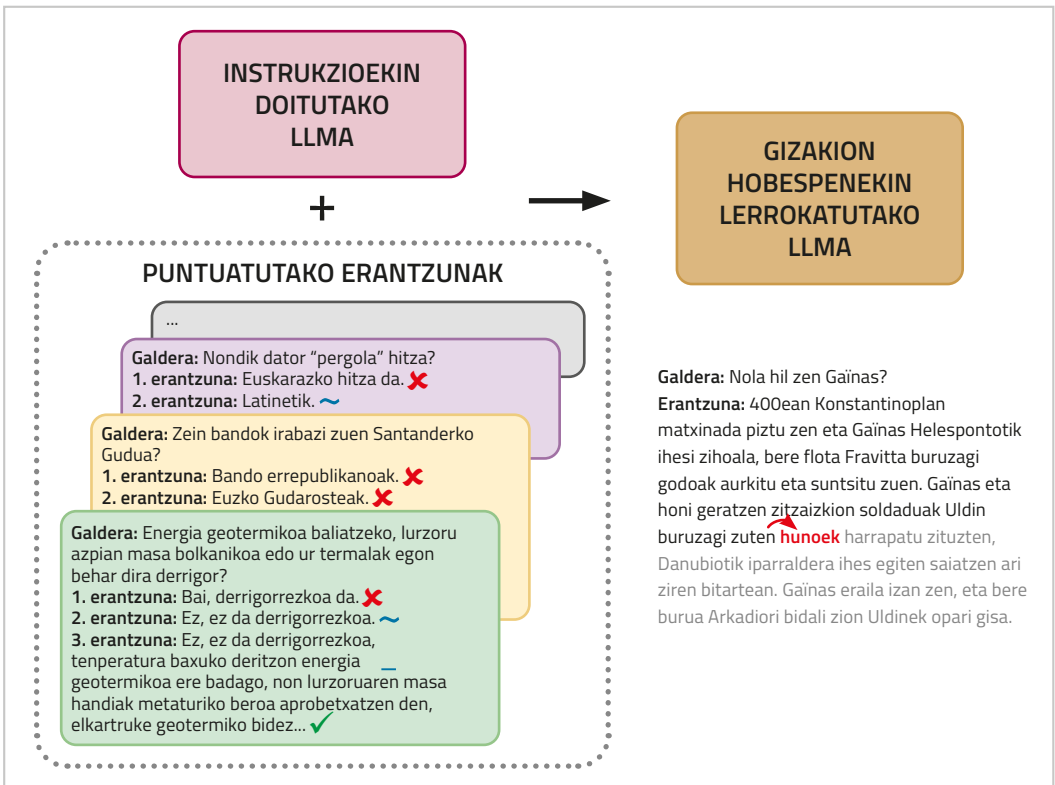 INSTRUKZIOEKIN
DOITUTAKO
LLMA
+
PUNTUATUTAKO ERANTZUNAK
...
Galdera: Nondik dator “pergola” hitza?
1. erantzuna: Euskarazko hitza da. ✘
2. erantzuna: Latinetik. ~
Galdera: Zein bandok irabazi zuen Santanderko
Gudua?
1. erantzuna: Bando errepublikanoak. ✘
2. erantzuna: Euzko Gudarosteak. ✘
Galdera: Energia geotermikoa baliatzeko, lurzoru
azpian masa bolkanikoa edo ur termalak egon
behar dira derrigor?
1. erantzuna: Bai, derrigorrezkoa da. ✘
2. erantzuna: Ez, ez da derrigorrezkoa. ~
3. erantzuna: Ez, ez da derrigorrezkoa,
tenperatura baxuko deritzon energia _
geotermikoa ere badago, non lurzoruaren masa
handiak metaturiko beroa aprobetxatzen den,
elkartruke geotermiko bidez... ✓
GIZAKION
HOBESPENEKIN
LERROKATUTAKO
LLMA
Galdera: Nola hil zen Gaïnas?
Erantzuna: 400ean Konstantinoplan
matxinada piztu zen eta Gaïnas Helespontotik
ihesi zihoala, bere flota Fravitta buruzagi
godoak aurkitu eta suntsitu zuen. Gaïnas eta
honi geratzen zitzaizkion soldaduak Uldin
buruzagi zuten hunoek harrapatu zituzten,
Danubiotik iparraldera ihes egiten saiatzen ari
ziren bitartean. Gaïnas eraila izan zen, eta bere
burua Arkadiori bidali zion Uldinek opari gisa.